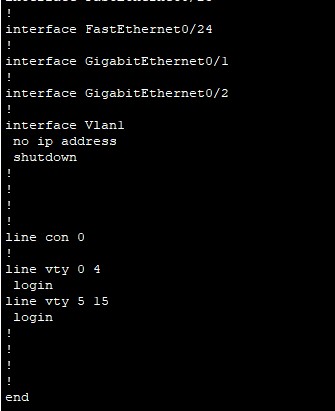 !
interface FastEthernet0/24
!
interface GigabitEthernet0/1
!
interface GigabitEthernet0/2
!
interface Vlan1
 no ip address
 shutdown
!
!
!
!
line con 0
!
line vty 0 4
 login
line vty 5 15
 login
!
!
!
!
end